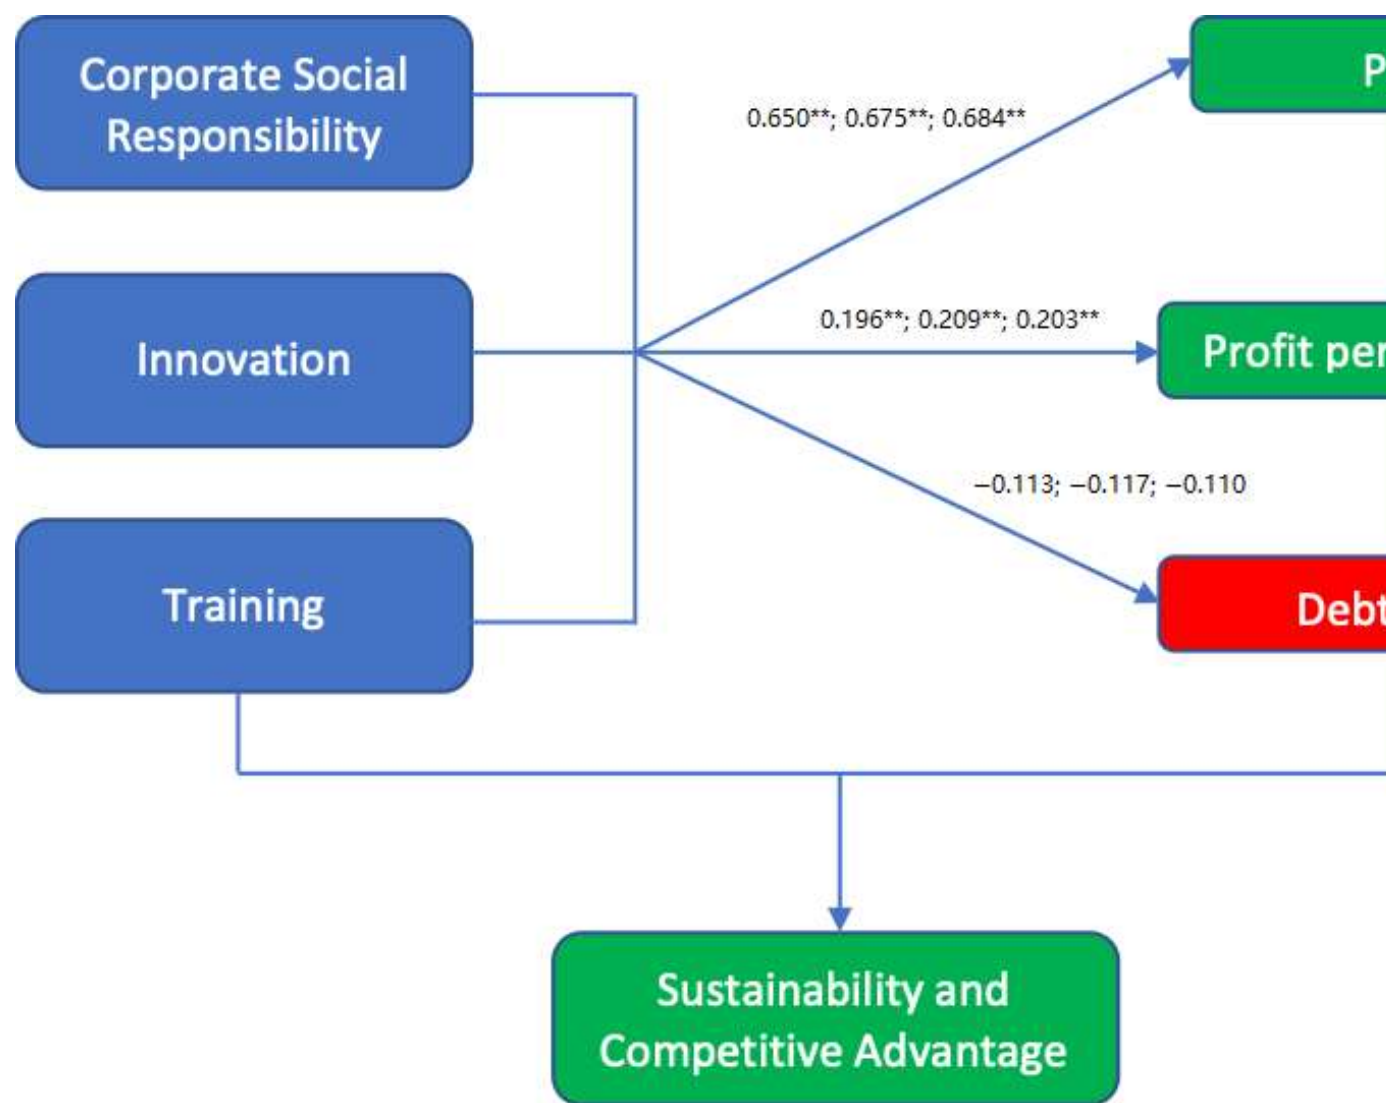 Corporate Social
Responsibility
0.650**; 0.675**; 0.684**
Innovation
0.196**; 0.209**; 0.203**
Profit per
−0.113; −0.117; −0.110
Training
Debt
Sustainability and
Competitive Advantage